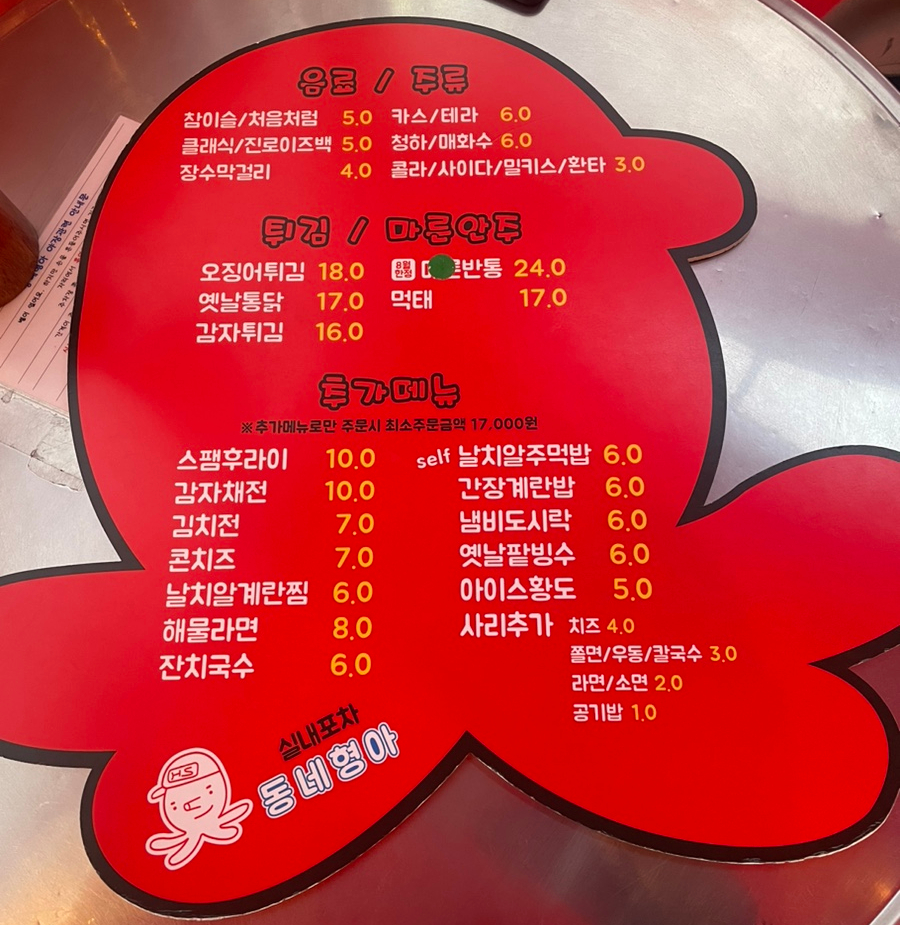 음료 / 주류
참이슬/처음처럼 5.0 카스/테라 6.0
클래식/진로이즈백 5.0 청하/매화수 6.0
장수막걸리 4.0 콜라/사이다/밀키스/환타 3.0
튀김 / 마른안주
오징어튀김 18.0 8월한정 반통 24.0
옛날통닭 17.0 먹태 17.0
감자튀김 16.0
추가메뉴
※추가메뉴로만 주문시 최소주문금액 17,000원
스팸후라이 10.0 self 날치알주먹밥 6.0
감자채전 10.0 간장계란밥 6.0
김치전 7.0 냄비도시락 6.0
콘치즈 7.0 옛날팥빙수 6.0
날치알계란찜 6.0 아이스황도 5.0
해물라면 8.0 사리추가 치즈 4.0
잔치국수 6.0 쫄면/우동/칼국수 3.0
라면/소면 2.0
공기밥 1.0
실내포차
동네형아
HS